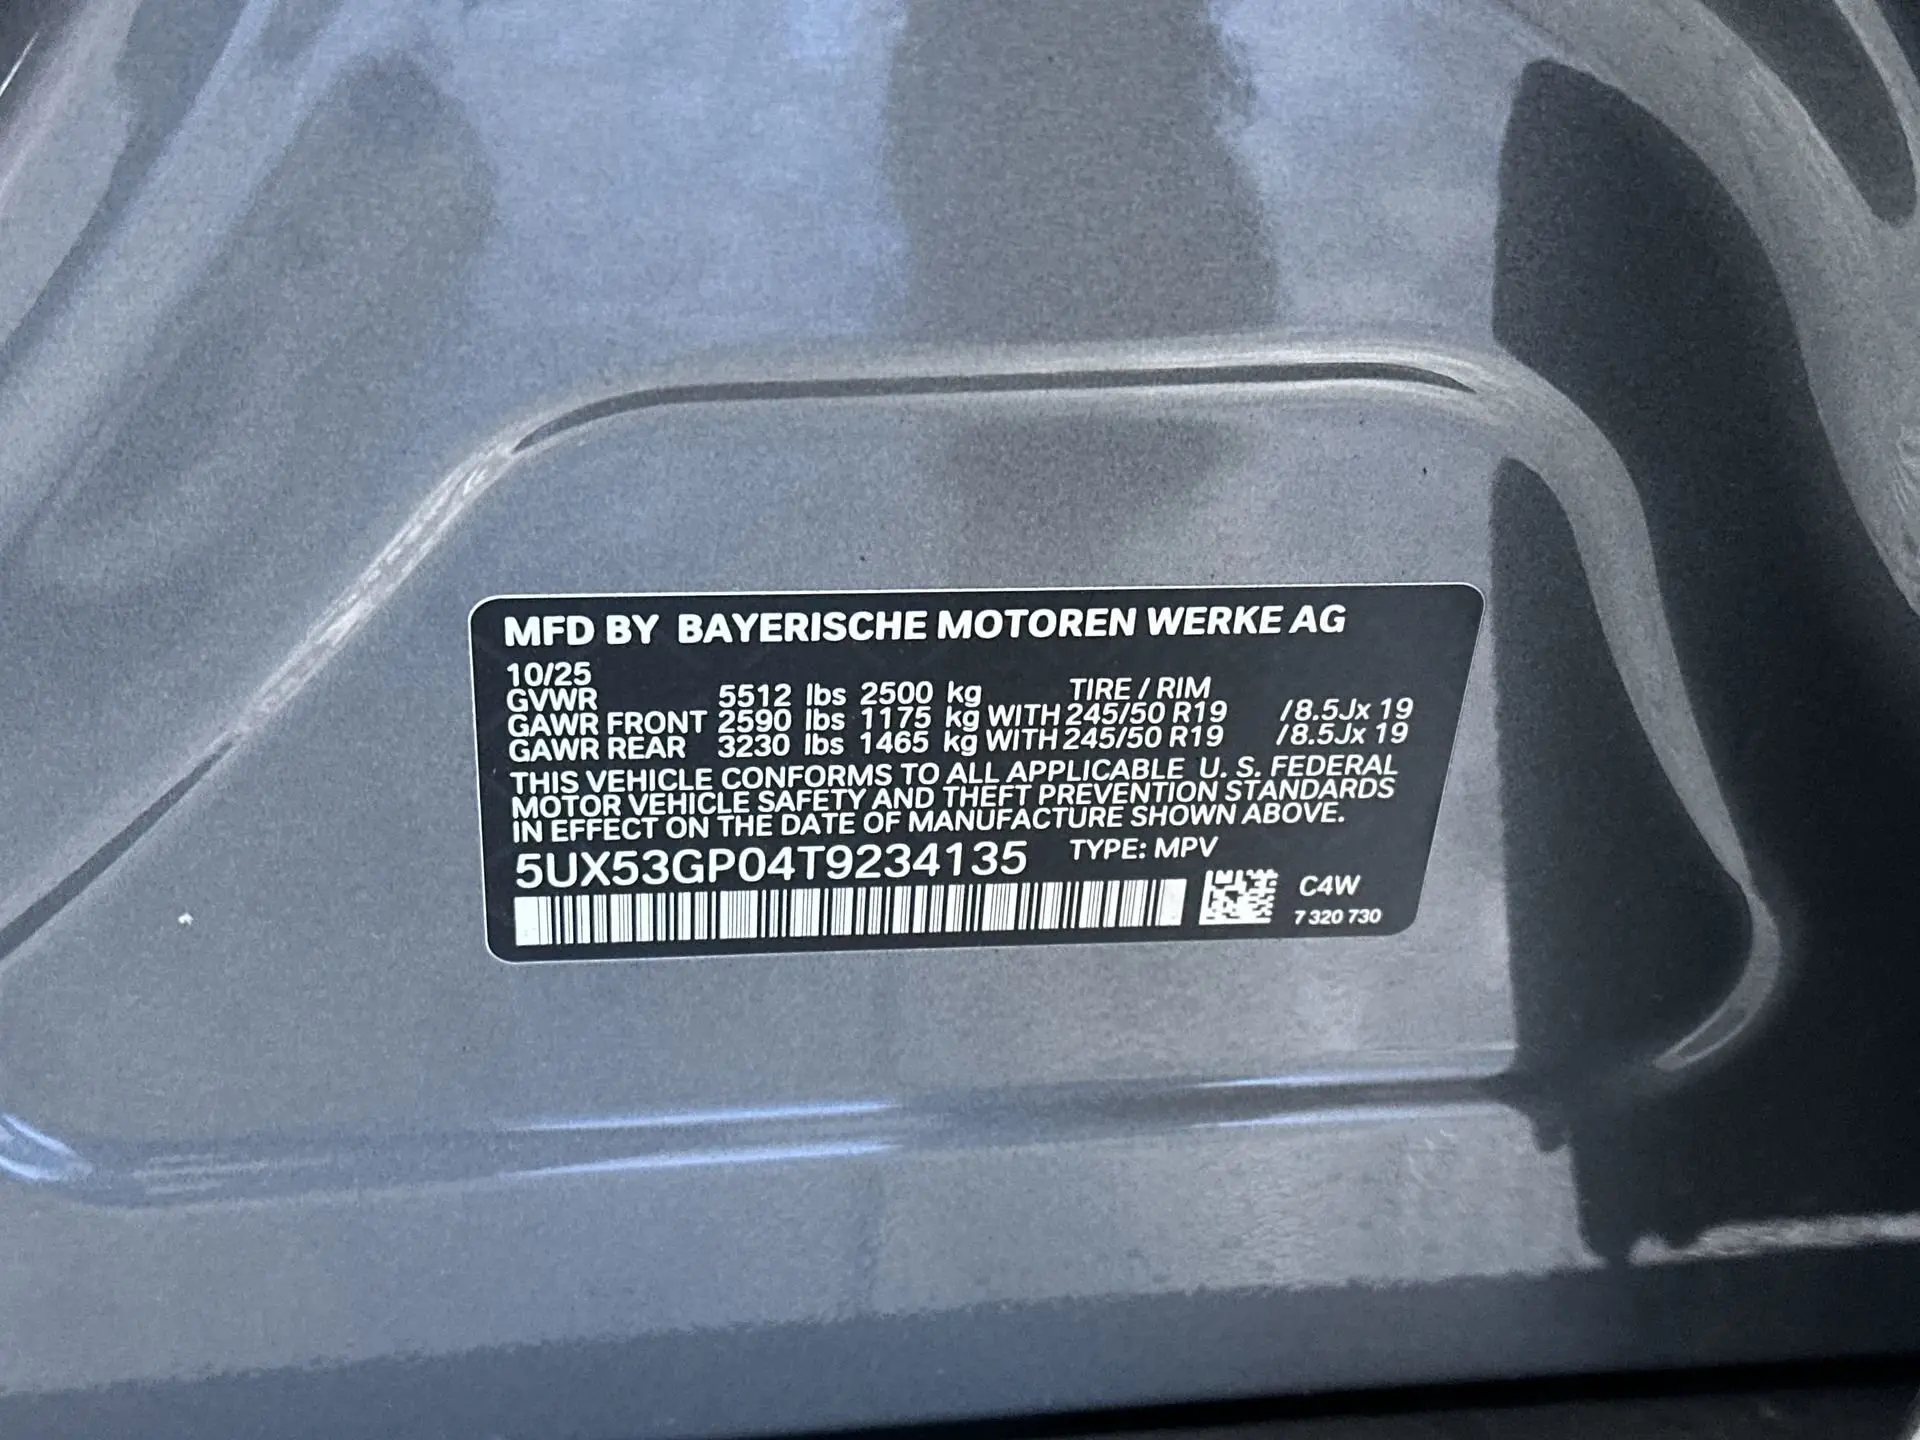 MFD BY BAYERISCHE MOTOREN WERKE AG
10/25
GVWR 5512 lbs 2500 kg TIRE / RIM
GAWR FRONT 2590 lbs 1175 kg WITH 245/50 R19 /8.5Jx 19
GAWR REAR 3230 lbs 1465 kg WITH 245/50 R19 /8.5Jx 19
THIS VEHICLE CONFORMS TO ALL APPLICABLE U. S. FEDERAL
MOTOR VEHICLE SAFETY AND THEFT PREVENTION STANDARDS
IN EFFECT ON THE DATE OF MANUFACTURE SHOWN ABOVE.
5UX53GP04T9234135 TYPE: MPV
C4W
7 320 730